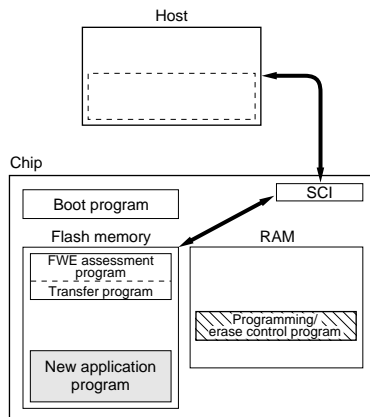 Host
Chip
SCI
Boot program
Flash memory
RAM
FWE assessment
program
Transfer program
Programming/
erase control program
New application
program